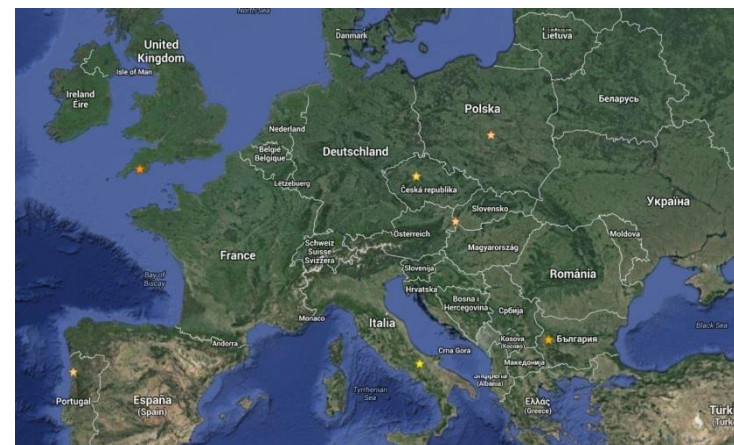 North Sea
Danmark
Lietuva
United
Kingdom
Isle of Man
Ireland
Éire
Polska
Беларусь
Nederland
België
Belgique
Deutschland
Česká republika
Lëtzebuerg
Україна
Slovensko
Österreich
Moldova
France
Schweiz
Suisse
Svizzera
Magyarország
Bay of
Biscay
Slovenija
România
Hrvatska
Bosna i
Hercegovina
Србија
Monaco
Italia
Black Sea
Andorra
Crna Gora
Kosova
(Косово)
България
Македонија
Portugal
España
(Spain)
Tyrrhenian
Sea
(Albania)
Ελλάς
(Greece)